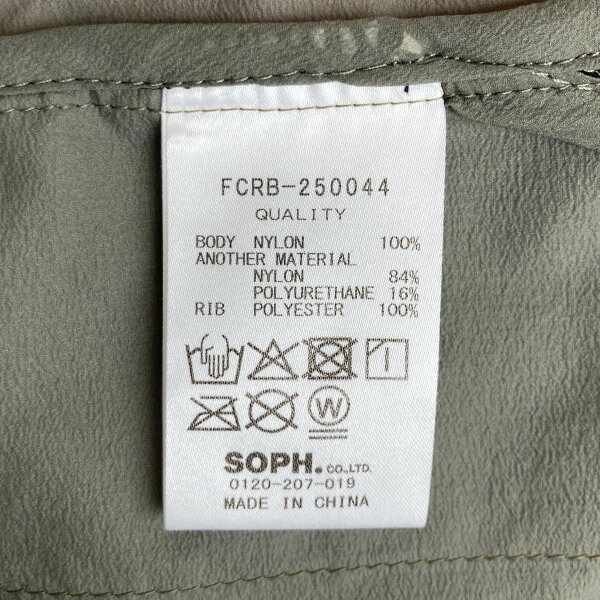 FCRB-250044
QUALITY
BODY NYLON 100%
ANOTHER MATERIAL
NYLON 84%
POLYURETHANE 16%
RIB POLYESTER 100%
W
SOPH. CO.,LTD.
0120-207-019
MADE IN CHINA